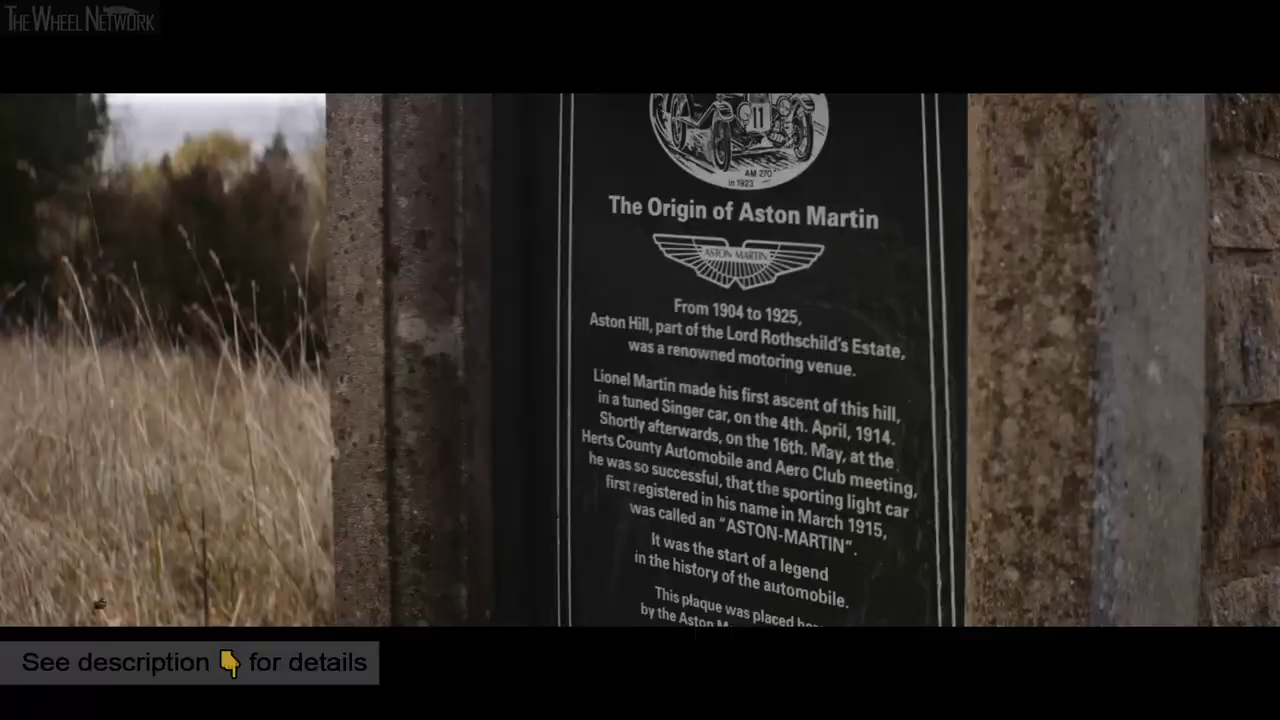 THEWHEELNETWORK
11
AM 270
in 1923
The Origin of Aston Martin
ASTON MARTIN
From 1904 to 1925,
Aston Hill, part of the Lord Rothschild's Estate,
was a renowned motoring venue.
Lionel Martin made his first ascent of this hill,
in a tuned Singer car, on the 4th. April, 1914.
Shortly afterwards, on the 16th. May, at the
Herts County Automobile and Aero Club meeting,
he was so successful, that the sporting light car
first registered in his name in March 1915,
was called an "ASTON-MARTIN".
It was the start of a legend
in the history of the automobile.
This plaque was placed
by the Aston
See description 👇 for details